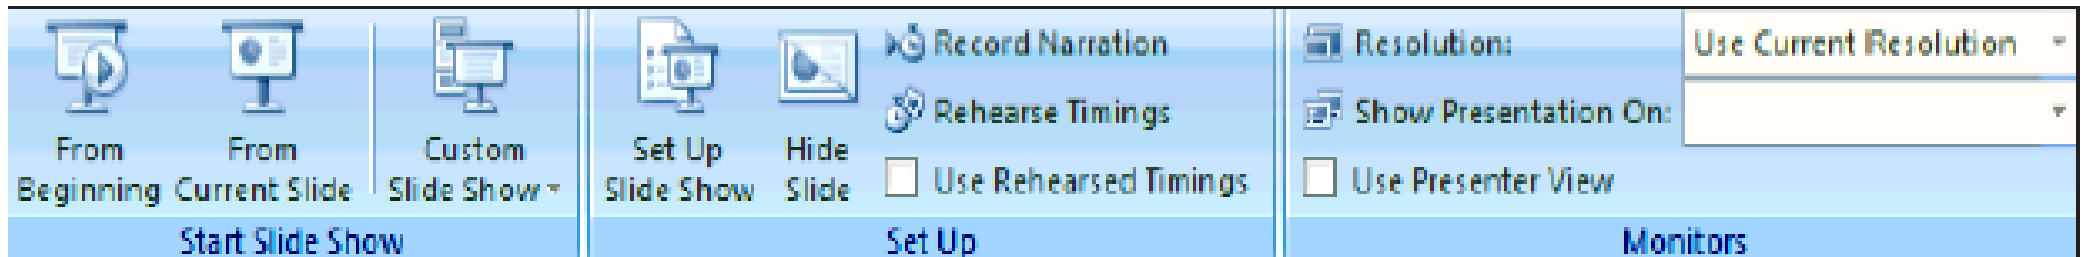 From
Beginning
From
Current Slide
Custom
Slide Show
Start Slide Show
Set Up
Slide Show
Hide
Slide
Record Narration
Rehearse Timings
Use Rehearsed Timings
Set Up
Resolution:
Use Current Resolution
Show Presentation On:
Use Presenter View
Monitors